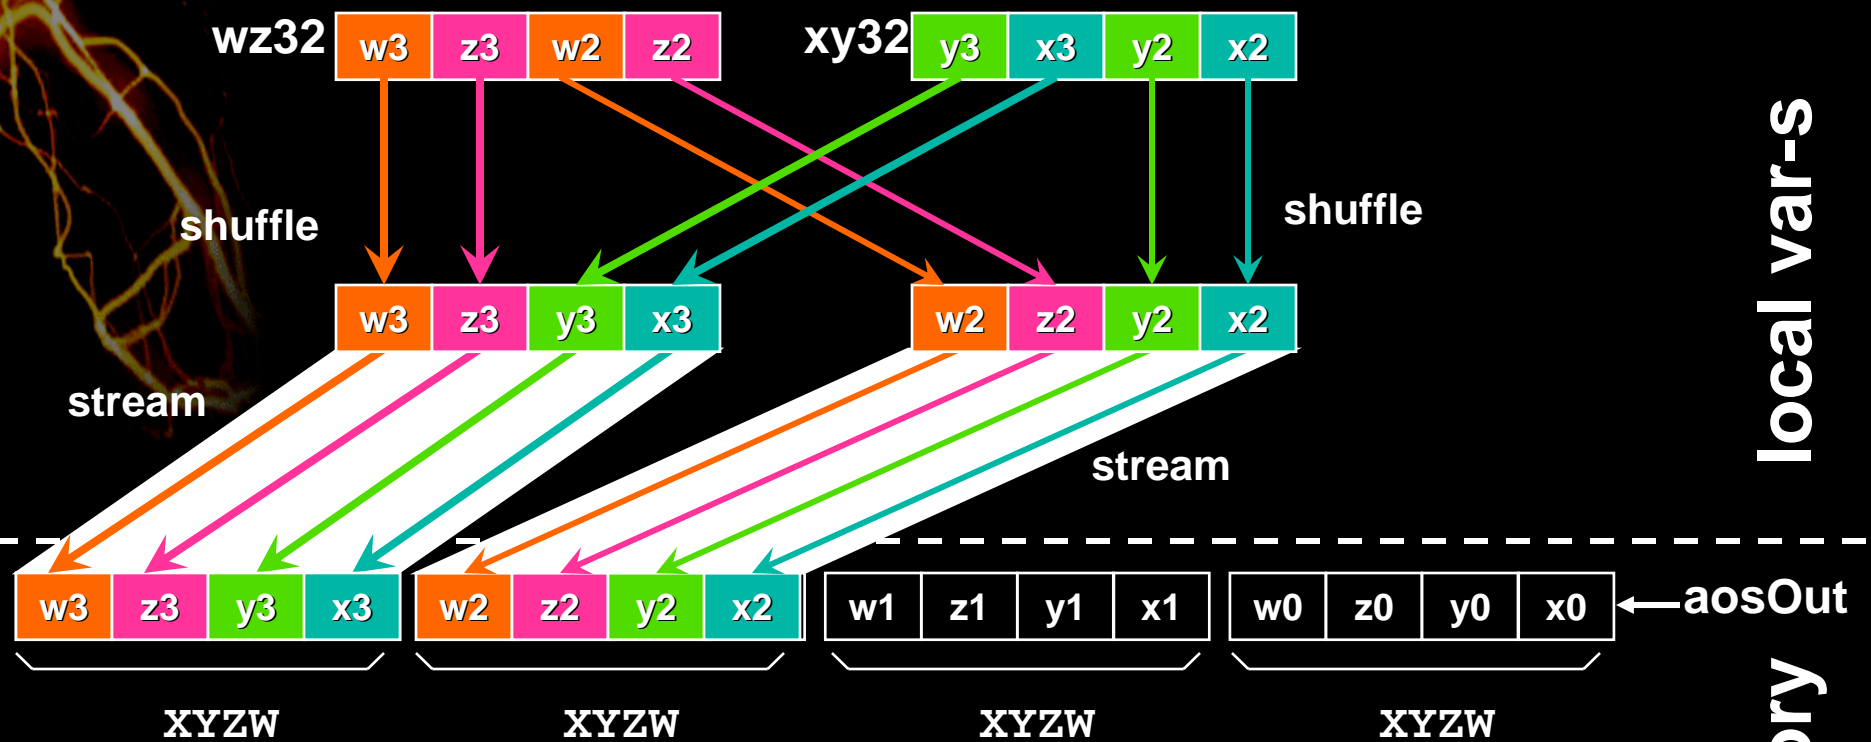 wz32 w3 z3 w2 z2 xy32 y3 x3 y2 x2
shuffle shuffle
w3 z3 y3 x3 w2 z2 y2 x2
stream
stream
w3 z3 y3 x3 w2 z2 y2 x2 w1 z1 y1 x1 w0 z0 y0 x0 aosOut
XYZW XYZW XYZW XYZW
local var-s